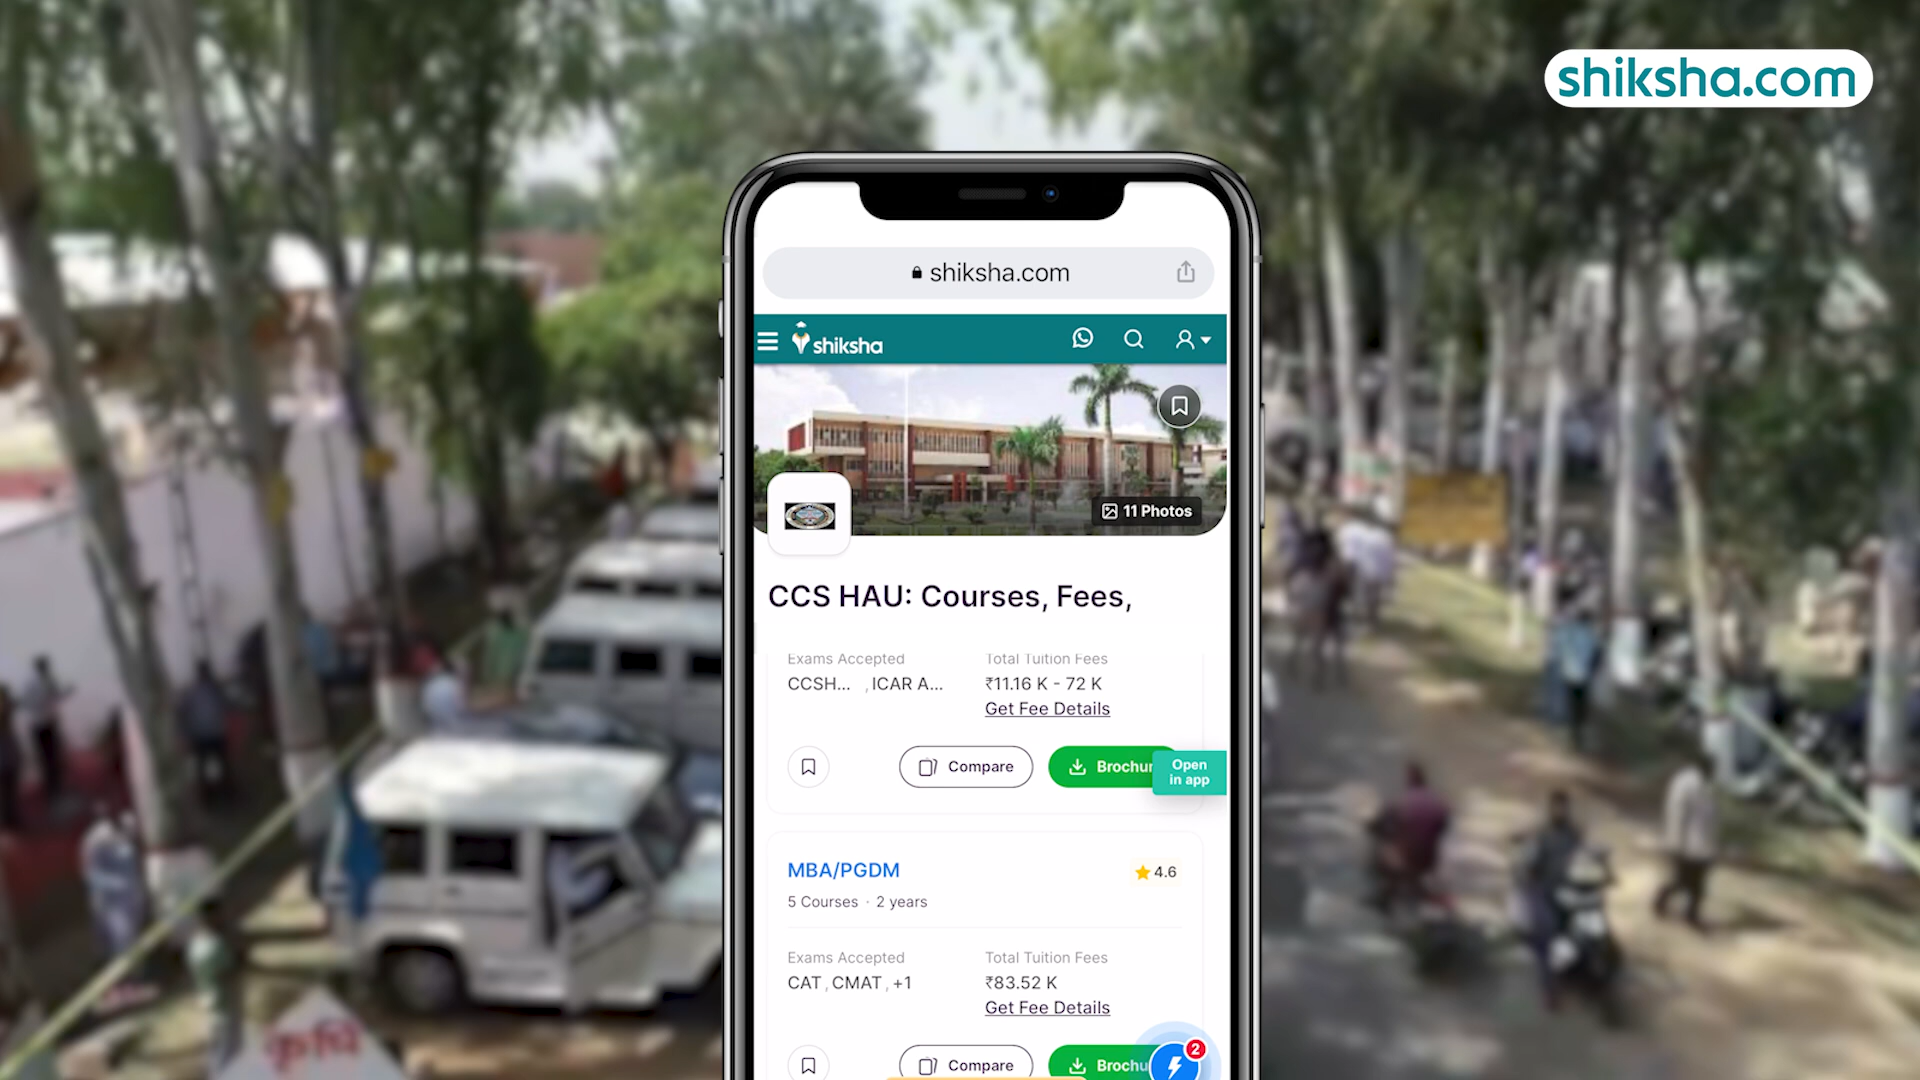 shiksha.com
shiksha.com
shiksha
11 Photos
CCS HAU: Courses, Fees,
Exams Accepted Total Tuition Fees
CCSH... , ICAR A... ₹11.16 K - 72 K
Get Fee Details
Compare Brochur
Open
in app
MBA/PGDM 4.6
5 Courses · 2 years
Exams Accepted Total Tuition Fees
CAT , CMAT , +1 ₹83.52 K
Get Fee Details
2
Compare Brochu
कृषि